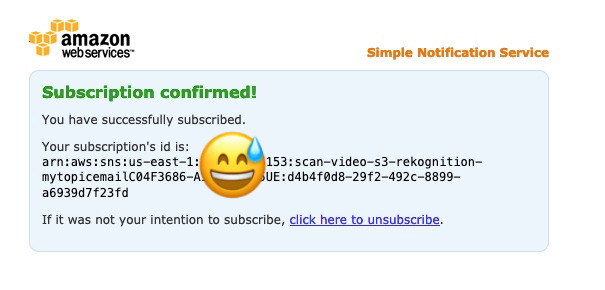 amazon
webservices™
Simple Notification Service
Subscription confirmed!
You have successfully subscribed.
Your subscription's id is:
arn:aws:sns:us-east-1: 153:scan-video-s3-rekognition-
mytopicemailC04F3686-A UE:d4b4f0d8-29f2-492c-8899-
a6939d7f23fd
If it was not your intention to subscribe, click here to unsubscribe.